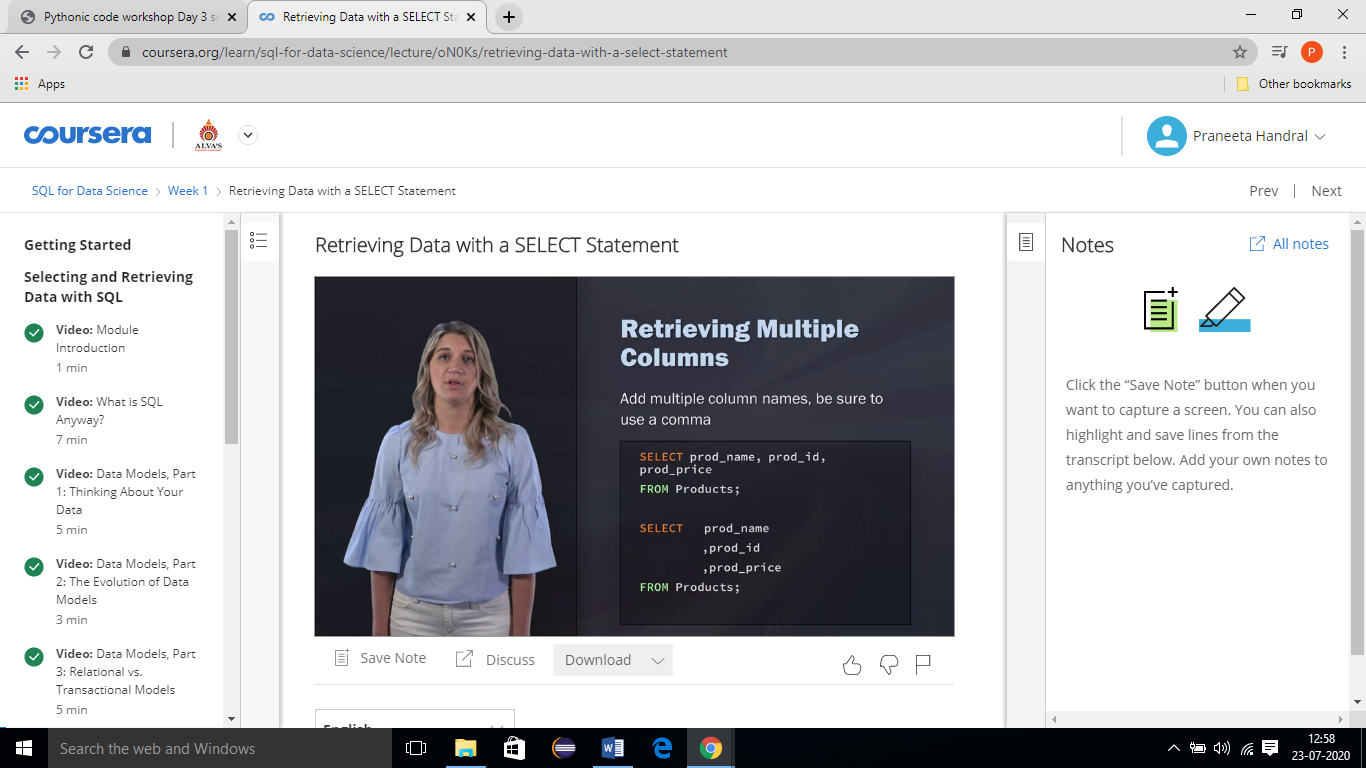 Pythonic code workshop Day 3 s
Retrieving Data with a SELECT Sta
coursera.org/learn/sql-for-data-science/lecture/oN0Ks/retrieving-data-with-a-select-statement
P
Apps
Other bookmarks
coursera
ALVA'S
Praneeta Handral
SQL for Data Science
Week 1
Retrieving Data with a SELECT Statement
Prev | Next
Getting Started
Selecting and Retrieving
Data with SQL
Video: Module
Introduction
1 min
Video: What is SQL
Anyway?
7 min
Video: Data Models, Part
1: Thinking About Your
Data
5 min
Video: Data Models, Part
2: The Evolution of Data
Models
3 min
Video: Data Models, Part
3: Relational vs.
Transactional Models
5 min
Retrieving Data with a SELECT Statement
Retrieving Multiple
Columns
Add multiple column names, be sure to
use a comma
SELECT prod_name, prod_id,
prod_price
FROM Products;
SELECT prod_name
,prod_id
,prod_price
FROM Products;
Save Note
Discuss
Download
English
Notes
All notes
Click the “Save Note” button when you
want to capture a screen. You can also
highlight and save lines from the
transcript below. Add your own notes to
anything you’ve captured.
Search the web and Windows
12:58
23-07-2020